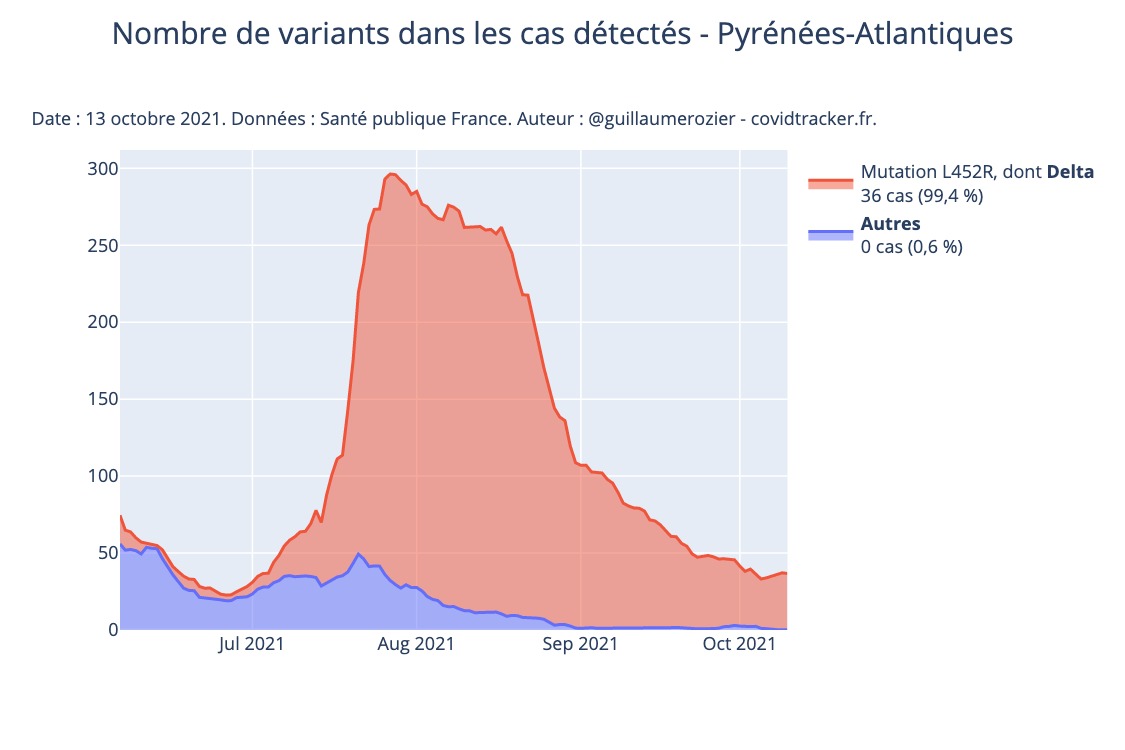 Nombre de variants dans les cas détectés - Pyrénées-Atlantiques
Date : 13 octobre 2021. Données : Santé publique France. Auteur : @guillaumerozier - covidtracker.fr.
300
250
200
150
100
50
0
Jul 2021
Aug 2021
Sep 2021
Oct 2021
Mutation L452R, dont Delta
36 cas (99,4 %)
Autres
0 cas (0,6 %)